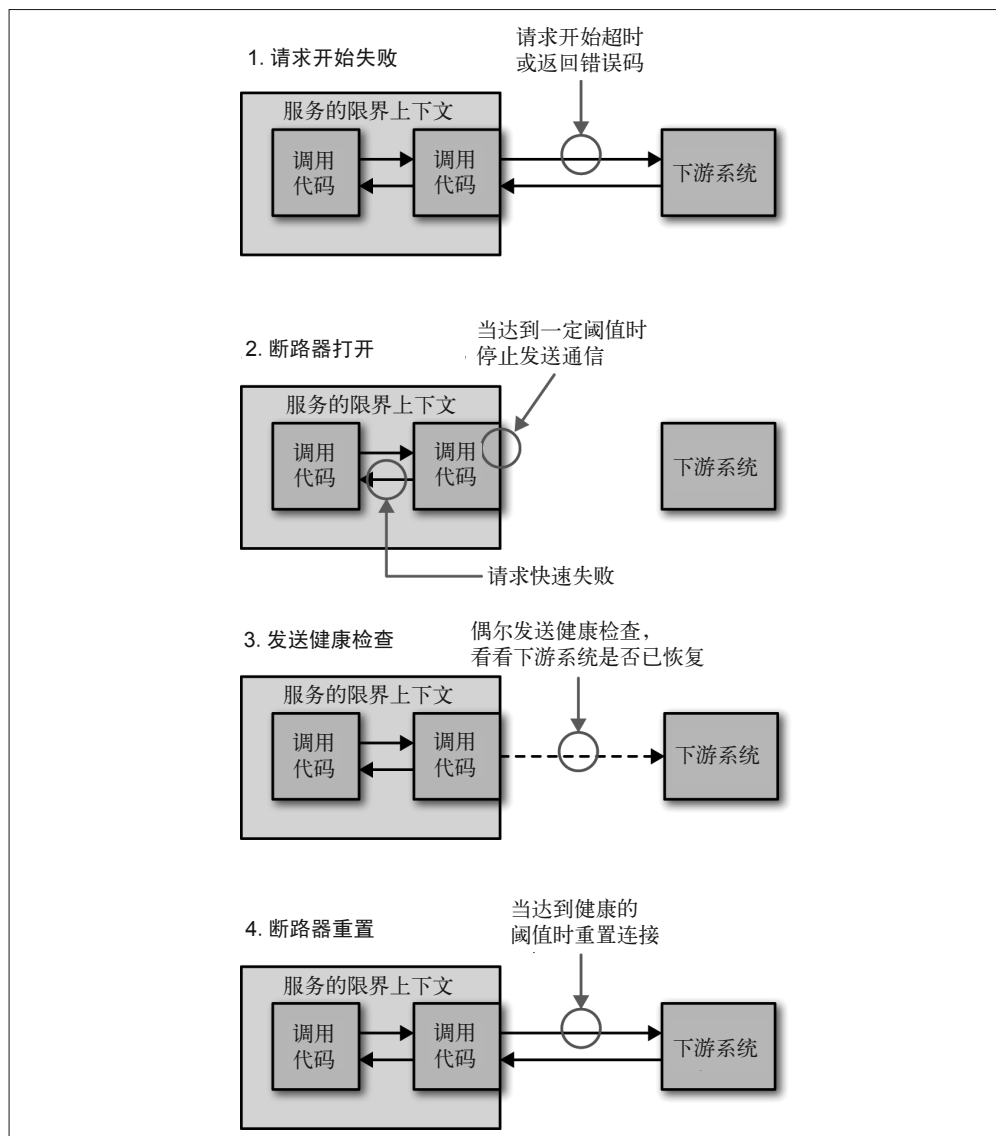 1. 请求开始失败
请求开始超时
或返回错误码
服务的限界上下文
调用
代码
调用
代码
下游系统
2. 断路器打开
当达到一定阈值时
停止发送通信
服务的限界上下文
调用
代码
调用
代码
下游系统
请求快速失败
3. 发送健康检查
偶尔发送健康检查，
看看下游系统是否已恢复
服务的限界上下文
调用
代码
调用
代码
下游系统
4. 断路器重置
当达到健康的
阈值时重置连接
服务的限界上下文
调用
代码
调用
代码
下游系统